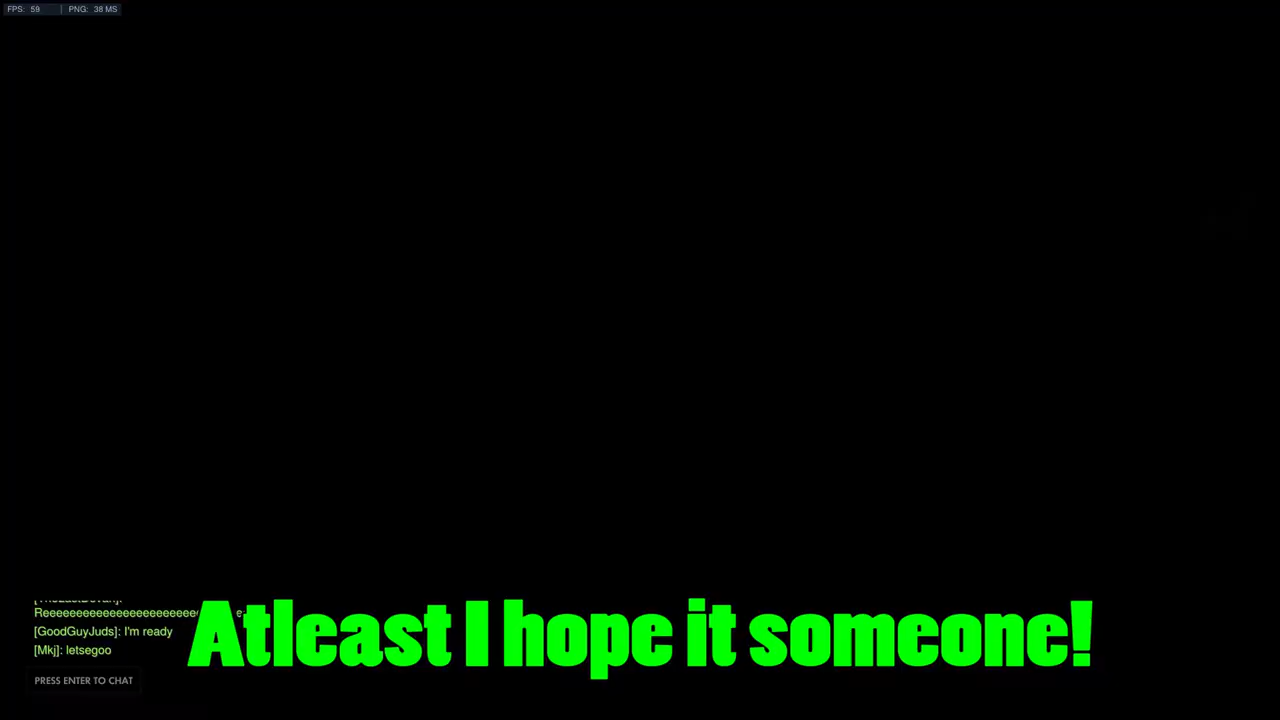 FPS: 59 | PNG: 38 MS
Reeeeeeeeeeeeeeeeeeeeeee
[GoodGuyJuds]: I'm ready
[Mkj]: letsegoo
Atleast I hope it someone!
PRESS ENTER TO CHAT